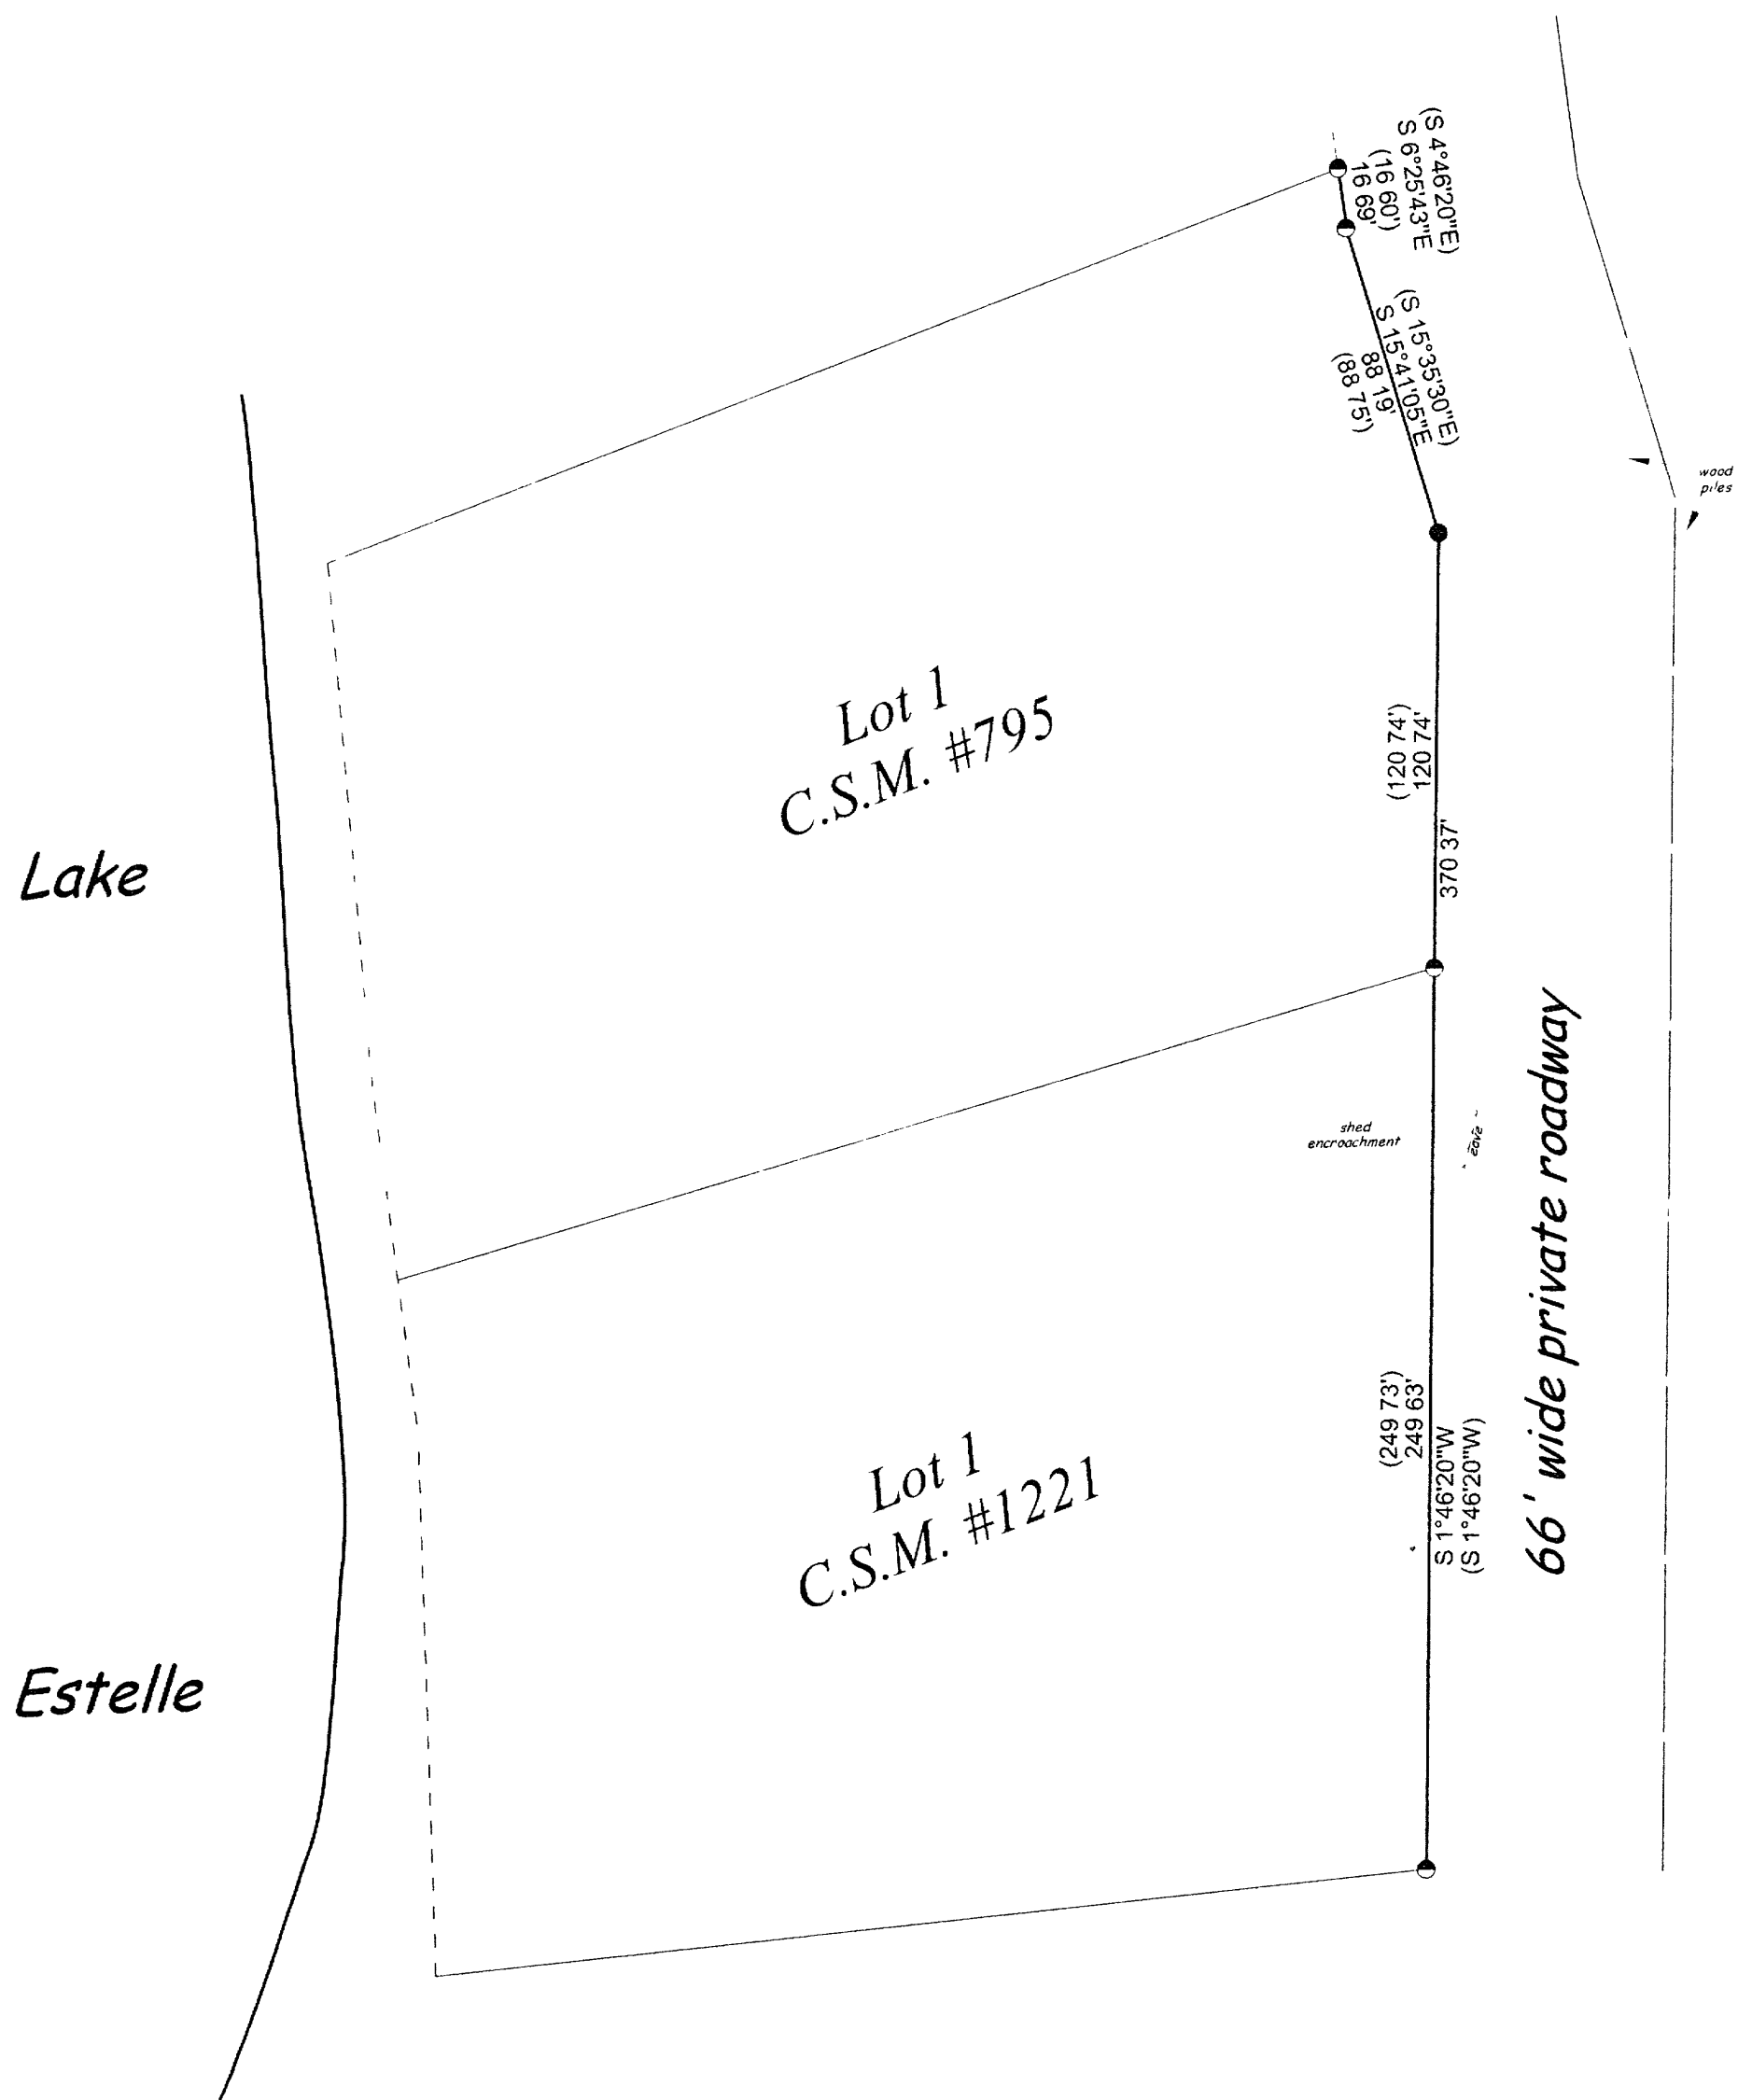 (S 4°46'20"E)
S 6°25'43"E
(16 60')
16 69'
(S 15°35'30"E)
S 15°41'05"E
88 19'
(88 75')
wood
piles
Lot 1
C.S.M. #795
(120 74')
120 74'
370 37'
Lake
shed
encroachment
eave
66' wide private roadway
(249 73')
249 63'
S 1°46'20"W
(S 1°46'20"W)
Lot 1
C.S.M. #1221
Estelle